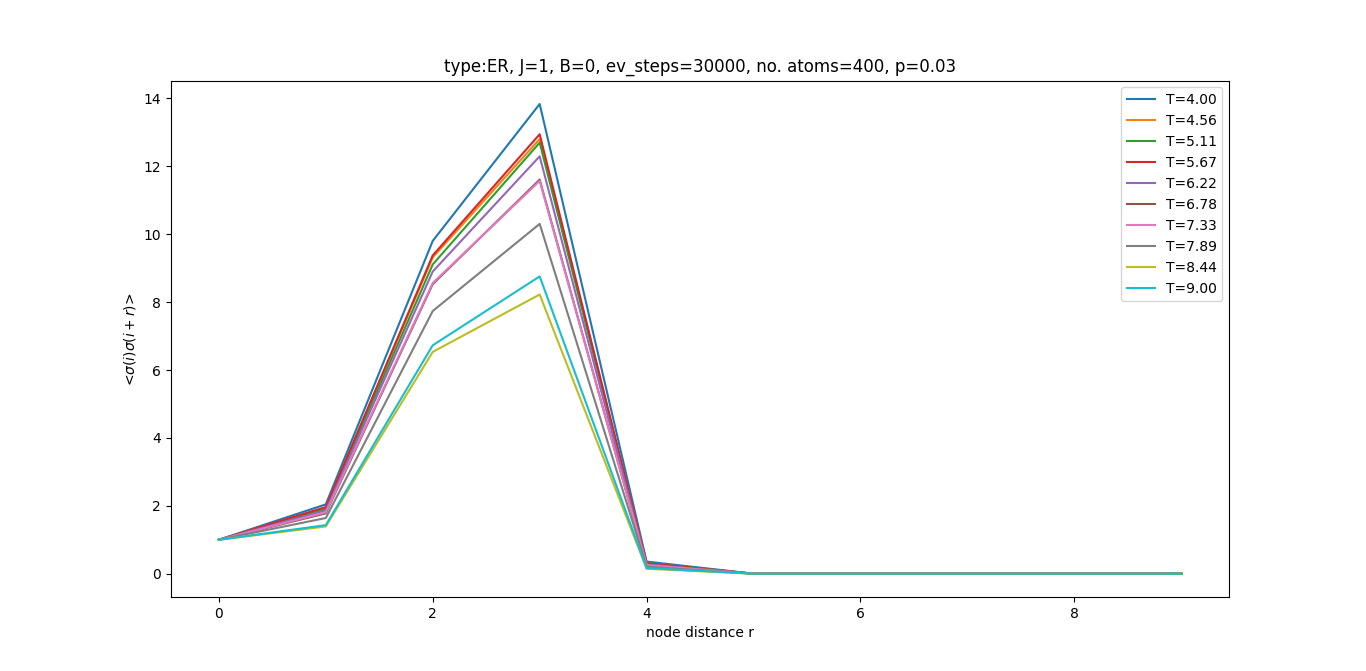 type:ER, J=1, B=0, ev_steps=30000, no. atoms=400, p=0.03
14
12
10
8
6
4
2
0
<σ(i)σ(i + r)>
0
2
4
6
8
node distance r
T=4.00
T=4.56
T=5.11
T=5.67
T=6.22
T=6.78
T=7.33
T=7.89
T=8.44
T=9.00